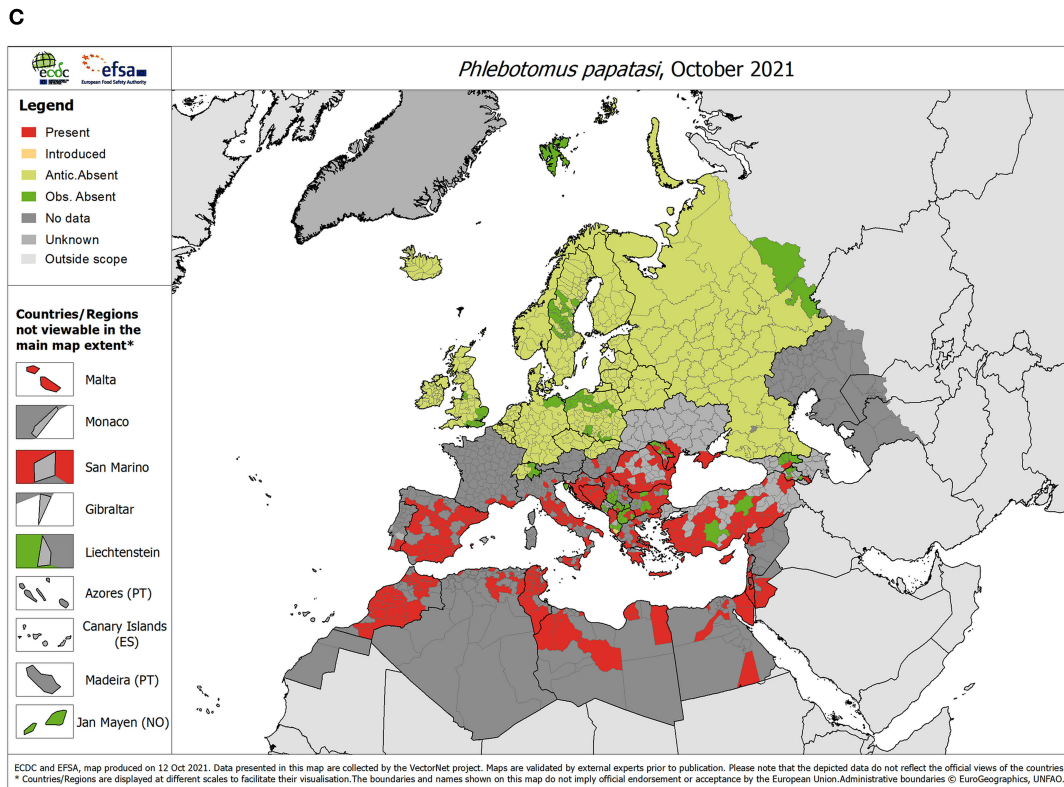 C
ecdc
efsa
European Food Safety Authority
Phlebotomus papatasi, October 2021
Legend
Present
Introduced
Antic.Absent
Obs. Absent
No data
Unknown
Outside scope
Countries/Regions
not viewable in the
main map extent*
Malta
Monaco
San Marino
Gibraltar
Liechtenstein
Azores (PT)
Canary Islands
(ES)
Madeira (PT)
Jan Mayen (NO)
ECDC and EFSA, map produced on 12 Oct 2021. Data presented in this map are collected by the VectorNet project. Maps are validated by external experts prior to publication. Please note that the depicted data do not reflect the official views of the countries
* Countries/Regions are displayed at different scales to facilitate their visualisation.The boundaries and names shown on this map do not imply official endorsement or acceptance by the European Union.Administrative boundaries © EuroGeographics, UNFAO.